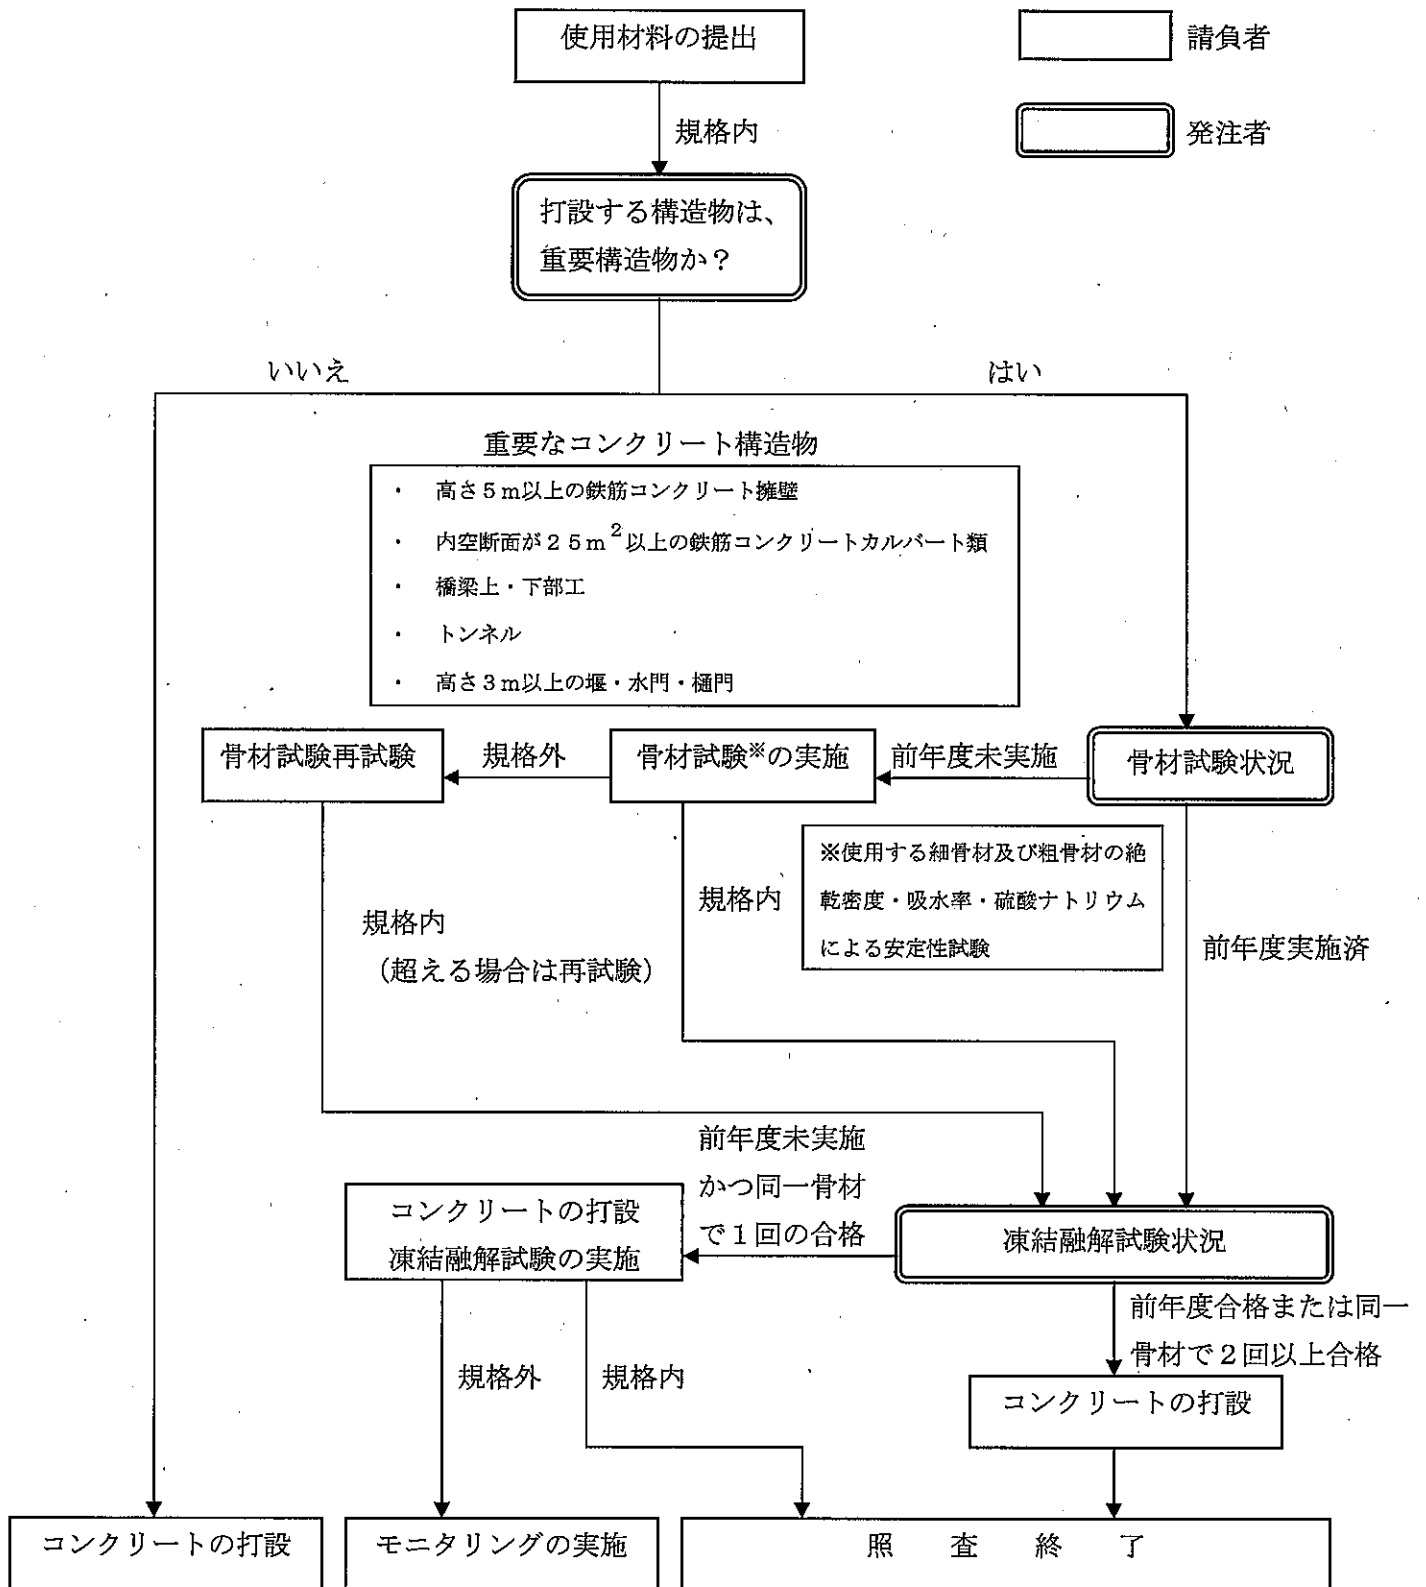 使用材料の提出
請負者
規格内
発注者
打設する構造物は、
重要構造物か？
いいえ
はい
重要なコンクリート構造物
・ 高さ５ｍ以上の鉄筋コンクリート擁壁
・ 内空断面が２５ｍ²以上の鉄筋コンクリートカルバート類
・ 橋梁上・下部工
・ トンネル
・ 高さ３ｍ以上の堰・水門・樋門
骨材試験再試験
規格外
骨材試験※の実施
前年度未実施
骨材試験状況
※使用する細骨材及び粗骨材の絶
乾密度・吸水率・硫酸ナトリウム
による安定性試験
規格内
規格内
（超える場合は再試験）
前年度実施済
前年度未実施
かつ同一骨材
で１回の合格
コンクリートの打設
凍結融解試験の実施
凍結融解試験状況
前年度合格または同一
骨材で２回以上合格
規格外
規格内
コンクリートの打設
コンクリートの打設
モニタリングの実施
照査終了